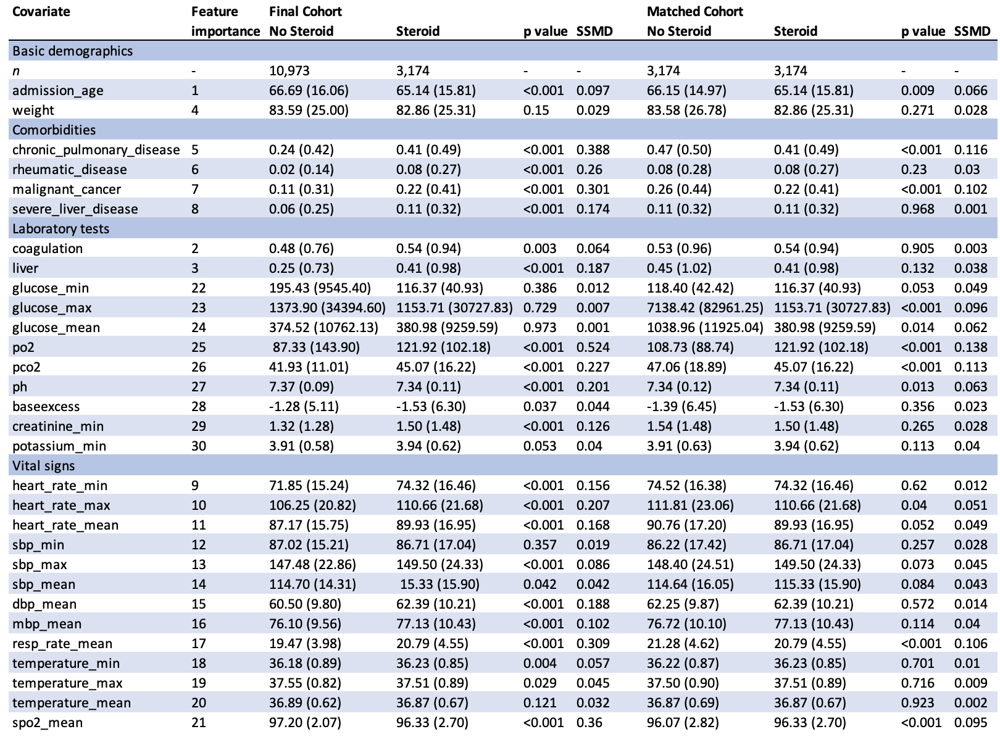 Covariate Feature Final Cohort Matched Cohort
importance No Steroid Steroid p value SSMD No Steroid Steroid p value SSMD
Basic demographics
n - 10,973 3,174 - - 3,174 3,174 - -
admission_age 1 66.69 (16.06) 65.14 (15.81) <0.001 0.097 66.15 (14.97) 65.14 (15.81) 0.009 0.066
weight 4 83.59 (25.00) 82.86 (25.31) 0.15 0.029 83.58 (26.78) 82.86 (25.31) 0.271 0.028
Comorbidities
chronic_pulmonary_disease 5 0.24 (0.42) 0.41 (0.49) <0.001 0.388 0.47 (0.50) 0.41 (0.49) <0.001 0.116
rheumatic_disease 6 0.02 (0.14) 0.08 (0.27) <0.001 0.26 0.08 (0.28) 0.08 (0.27) 0.23 0.03
malignant_cancer 7 0.11 (0.31) 0.22 (0.41) <0.001 0.301 0.26 (0.44) 0.22 (0.41) <0.001 0.102
severe_liver_disease 8 0.06 (0.25) 0.11 (0.32) <0.001 0.174 0.11 (0.32) 0.11 (0.32) 0.968 0.001
Laboratory tests
coagulation 2 0.48 (0.76) 0.54 (0.94) 0.003 0.064 0.53 (0.96) 0.54 (0.94) 0.905 0.003
liver 3 0.25 (0.73) 0.41 (0.98) <0.001 0.187 0.45 (1.02) 0.41 (0.98) 0.132 0.038
glucose_min 22 195.43 (9545.40) 116.37 (40.93) 0.386 0.012 118.40 (42.42) 116.37 (40.93) 0.053 0.049
glucose_max 23 1373.90 (34394.60) 1153.71 (30727.83) 0.729 0.007 7138.42 (82961.25) 1153.71 (30727.83) <0.001 0.096
glucose_mean 24 374.52 (10762.13) 380.98 (9259.59) 0.973 0.001 1038.96 (11925.04) 380.98 (9259.59) 0.014 0.062
po2 25 87.33 (143.90) 121.92 (102.18) <0.001 0.524 108.73 (88.74) 121.92 (102.18) <0.001 0.138
pco2 26 41.93 (11.01) 45.07 (16.22) <0.001 0.227 47.06 (18.89) 45.07 (16.22) <0.001 0.113
ph 27 7.37 (0.09) 7.34 (0.11) <0.001 0.201 7.34 (0.12) 7.34 (0.11) 0.013 0.063
baseexcess 28 -1.28 (5.11) -1.53 (6.30) 0.037 0.044 -1.39 (6.45) -1.53 (6.30) 0.356 0.023
creatinine_min 29 1.32 (1.28) 1.50 (1.48) <0.001 0.126 1.54 (1.48) 1.50 (1.48) 0.265 0.028
potassium_min 30 3.91 (0.58) 3.94 (0.62) 0.053 0.04 3.91 (0.63) 3.94 (0.62) 0.113 0.04
Vital signs
heart_rate_min 9 71.85 (15.24) 74.32 (16.46) <0.001 0.156 74.52 (16.38) 74.32 (16.46) 0.62 0.012
heart_rate_max 10 106.25 (20.82) 110.66 (21.68) <0.001 0.207 111.81 (23.06) 110.66 (21.68) 0.04 0.051
heart_rate_mean 11 87.17 (15.75) 89.93 (16.95) <0.001 0.168 90.76 (17.20) 89.93 (16.95) 0.052 0.049
sbp_min 12 87.02 (15.21) 86.71 (17.04) 0.357 0.019 86.22 (17.42) 86.71 (17.04) 0.257 0.028
sbp_max 13 147.48 (22.86) 149.50 (24.33) <0.001 0.086 148.40 (24.51) 149.50 (24.33) 0.073 0.045
sbp_mean 14 114.70 (14.31) 15.33 (15.90) 0.042 0.042 114.64 (16.05) 115.33 (15.90) 0.084 0.043
dbp_mean 15 60.50 (9.80) 62.39 (10.21) <0.001 0.188 62.25 (9.87) 62.39 (10.21) 0.572 0.014
mbp_mean 16 76.10 (9.56) 77.13 (10.43) <0.001 0.102 76.72 (10.10) 77.13 (10.43) 0.114 0.04
resp_rate_mean 17 19.47 (3.98) 20.79 (4.55) <0.001 0.309 21.28 (4.62) 20.79 (4.55) <0.001 0.106
temperature_min 18 36.18 (0.89) 36.23 (0.85) 0.004 0.057 36.22 (0.87) 36.23 (0.85) 0.701 0.01
temperature_max 19 37.55 (0.82) 37.51 (0.89) 0.029 0.045 37.50 (0.90) 37.51 (0.89) 0.716 0.009
temperature_mean 20 36.89 (0.62) 36.87 (0.67) 0.121 0.032 36.87 (0.69) 36.87 (0.67) 0.923 0.002
spo2_mean 21 97.20 (2.07) 96.33 (2.70) <0.001 0.36 96.07 (2.82) 96.33 (2.70) <0.001 0.095